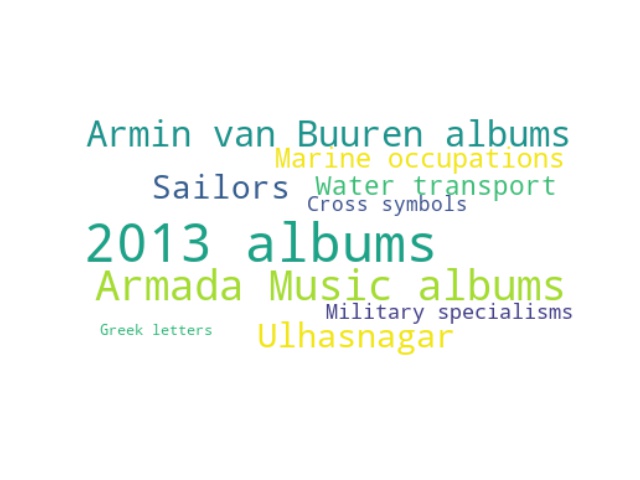 Armin van Buuren albums
Marine occupations
Sailors
Water transport
Cross symbols
2013 albums
Armada Music albums
Military specialisms
Greek letters
Ulhasnagar